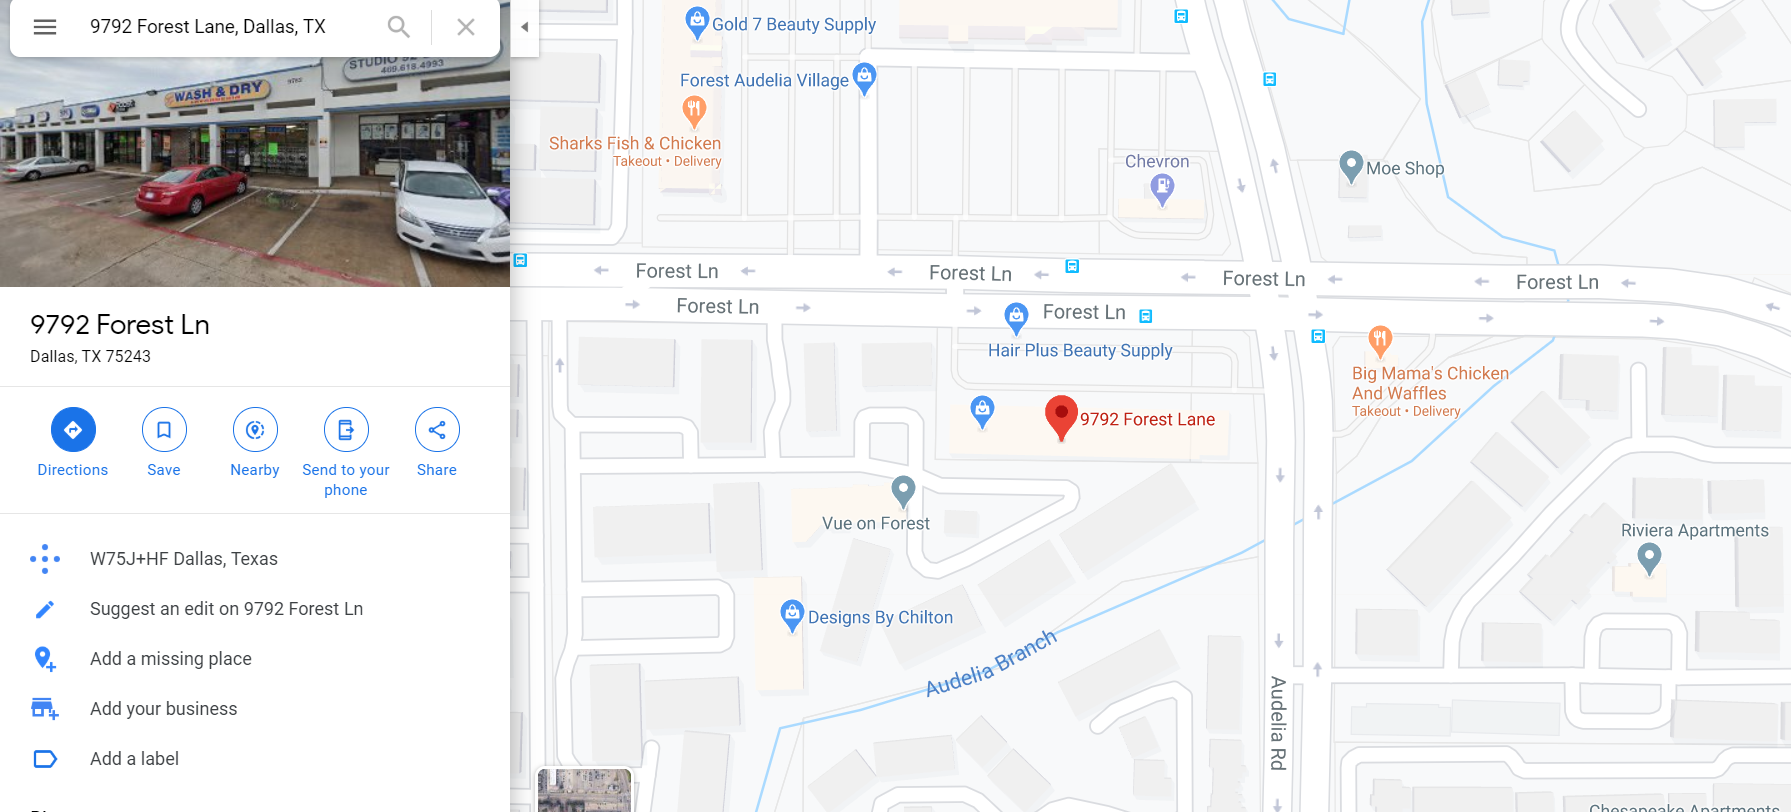 9792 Forest Lane, Dallas, TX
STUDIO
469.618.4993
WASH & DRY
9792 Forest Ln
Dallas, TX 75243
Directions
Save
Nearby
Send to your
phone
Share
W75J+HF Dallas, Texas
Suggest an edit on 9792 Forest Ln
Add a missing place
Add your business
Add a label
Gold 7 Beauty Supply
Forest Audelia Village
Sharks Fish & Chicken
Takeout • Delivery
Chevron
Moe Shop
Forest Ln
Forest Ln
Forest Ln
Forest Ln
Forest Ln
Forest Ln
Hair Plus Beauty Supply
Big Mama's Chicken
And Waffles
Takeout • Delivery
9792 Forest Lane
Vue on Forest
Riviera Apartments
Designs By Chilton
Audelia Branch
Audelia Rd
Chesapeake Apartments